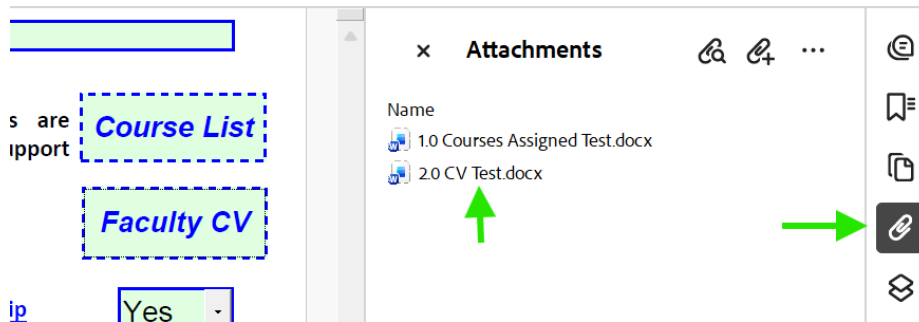 s are
upport
Course List
Faculty CV
ip
Yes
Attachments
Name
1.0 Courses Assigned Test.docx
2.0 CV Test.docx